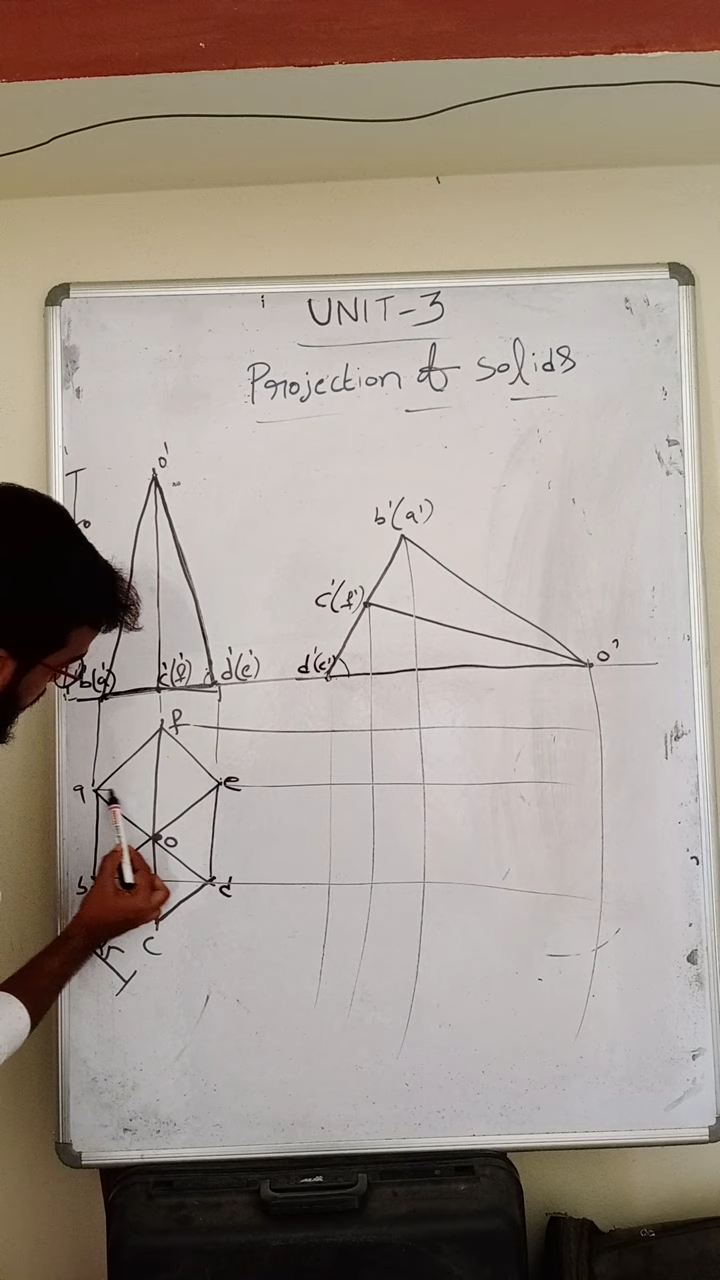 UNIT-3
Projection of Solids
o'
b'(a')
c'(f')
d'(e')
o'
b'(a') c'(f') d'(e')
f
a e
o
b d
c